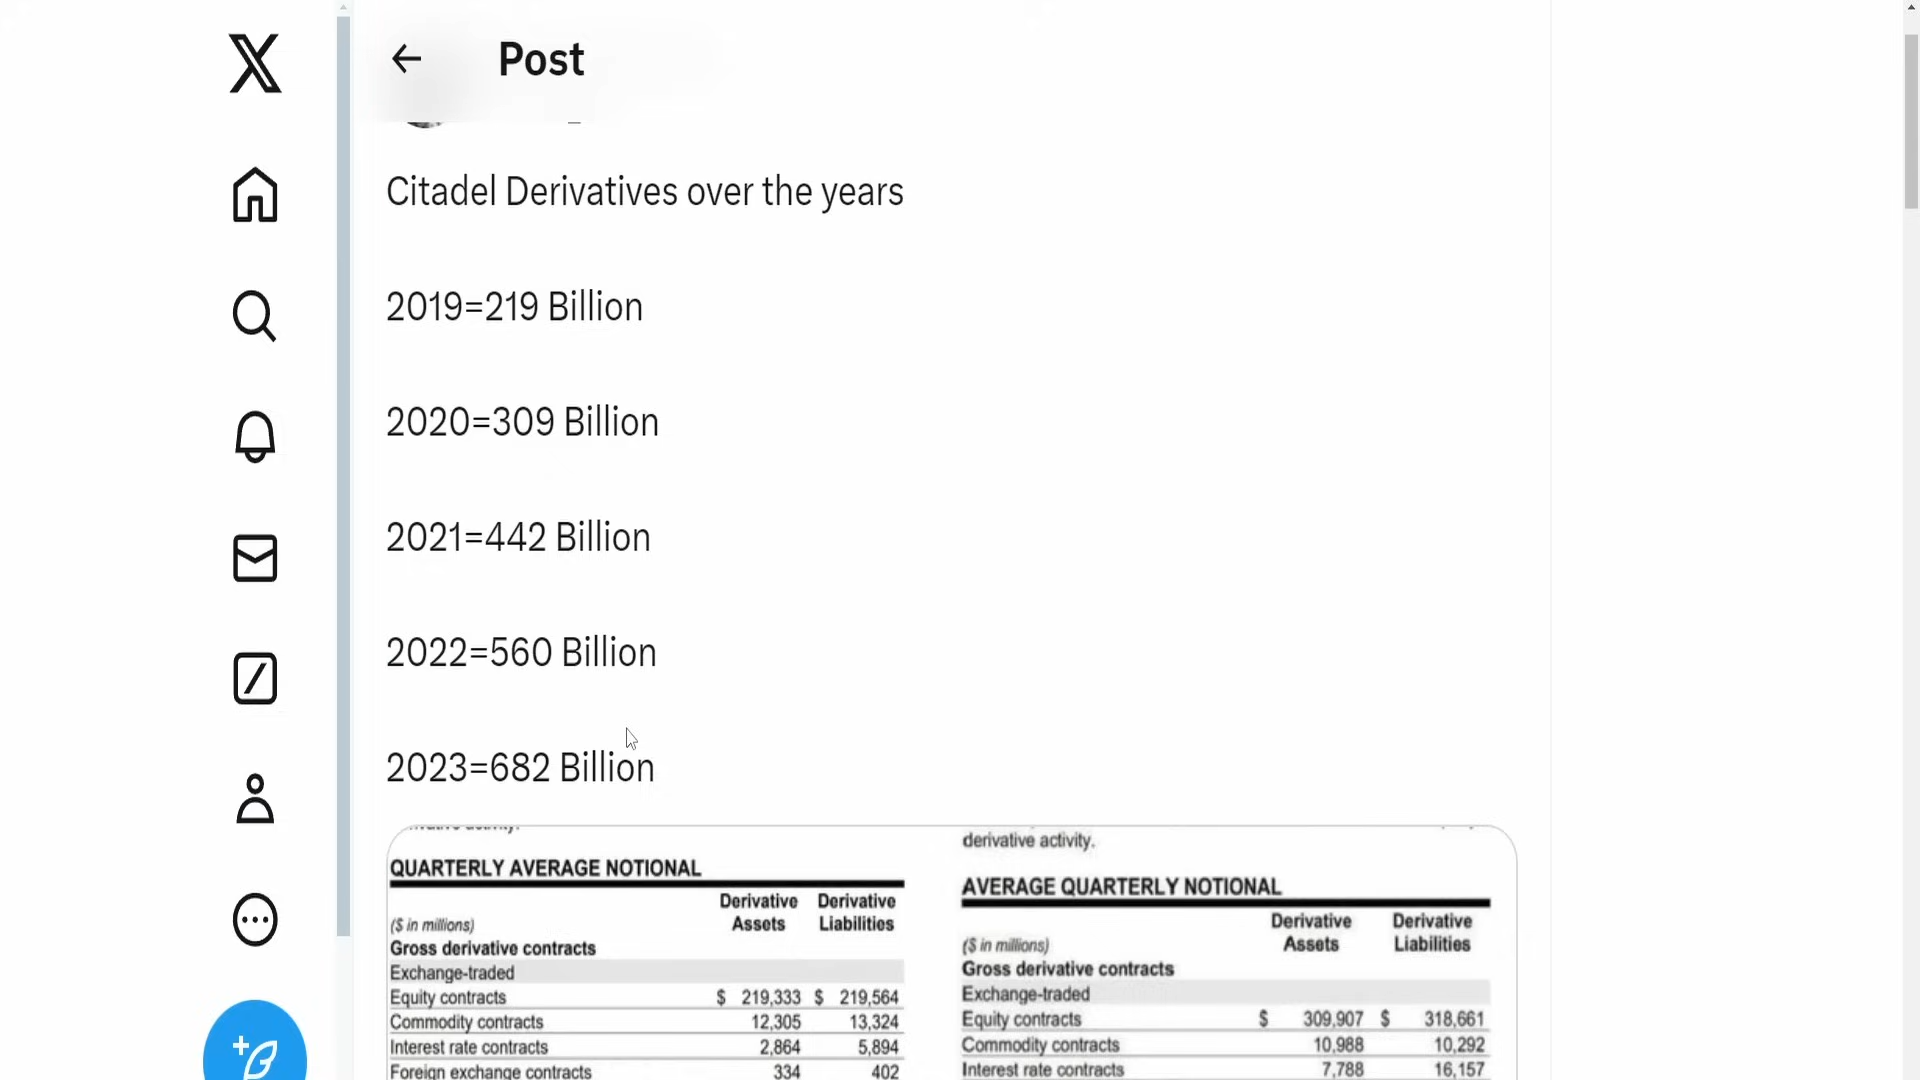 Post
Citadel Derivatives over the years
2019=219 Billion
2020=309 Billion
2021=442 Billion
2022=560 Billion
2023=682 Billion
activity.
QUARTERLY AVERAGE NOTIONAL
Derivative Derivative
($ in millions) Assets Liabilities
Gross derivative contracts
Exchange-traded
Equity contracts $ 219,333 $ 219,564
Commodity contracts 12,305 13,324
Interest rate contracts 2,864 5,894
Foreign exchange contracts 334 402
derivative activity.
AVERAGE QUARTERLY NOTIONAL
Derivative Derivative
($ in millions) Assets Liabilities
Gross derivative contracts
Exchange-traded
Equity contracts $ 309,907 $ 318,661
Commodity contracts 10,988 10,292
Interest rate contracts 7,788 16,157